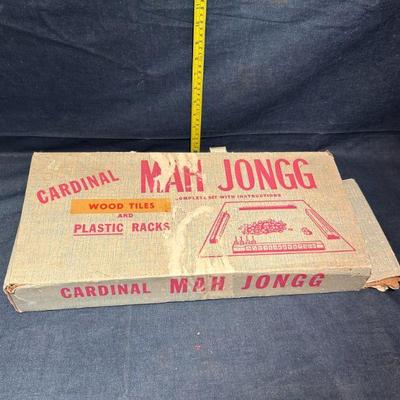 CARDINAL MAH JONGG
COMPLETE SET WITH INSTRUCTIONS
WOOD TILES
AND
PLASTIC RACKS
CARDINAL MAH JONGG